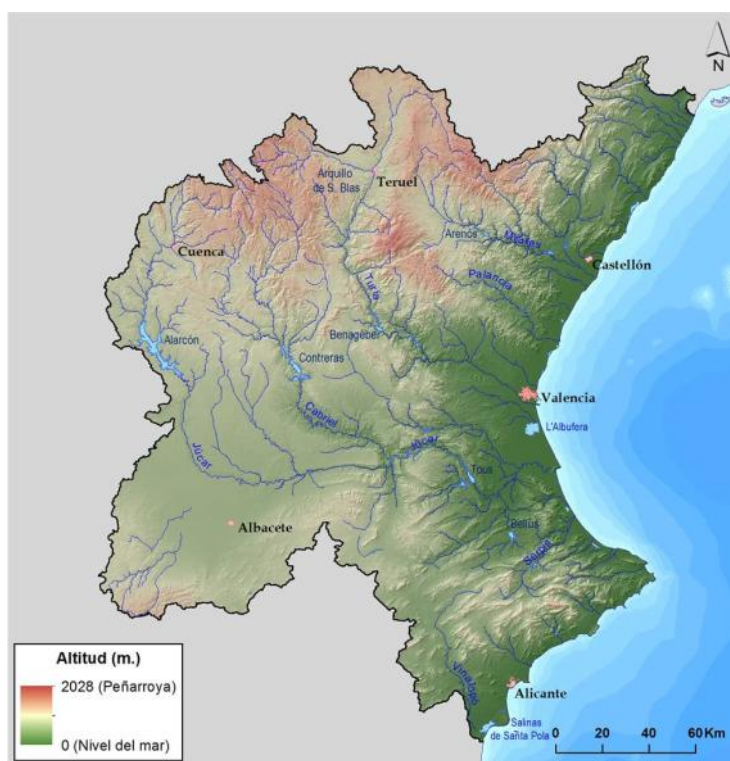 N
Arquillo
de S. Blas
Teruel
Arenós
Mijares
Cuenca
Castellón
Palancia
Turia
Alarcón
Benagéber
Contreras
Valencia
Cabriel
L'Albufera
Júcar
Júcar
Tous
Albacete
Bellús
Serpis
Altitud (m.)
2028 (Peñarroya)
0 (Nivel del mar)
Vinalopó
Alicante
Salinas
de Santa Pola
0 20 40 60 Km